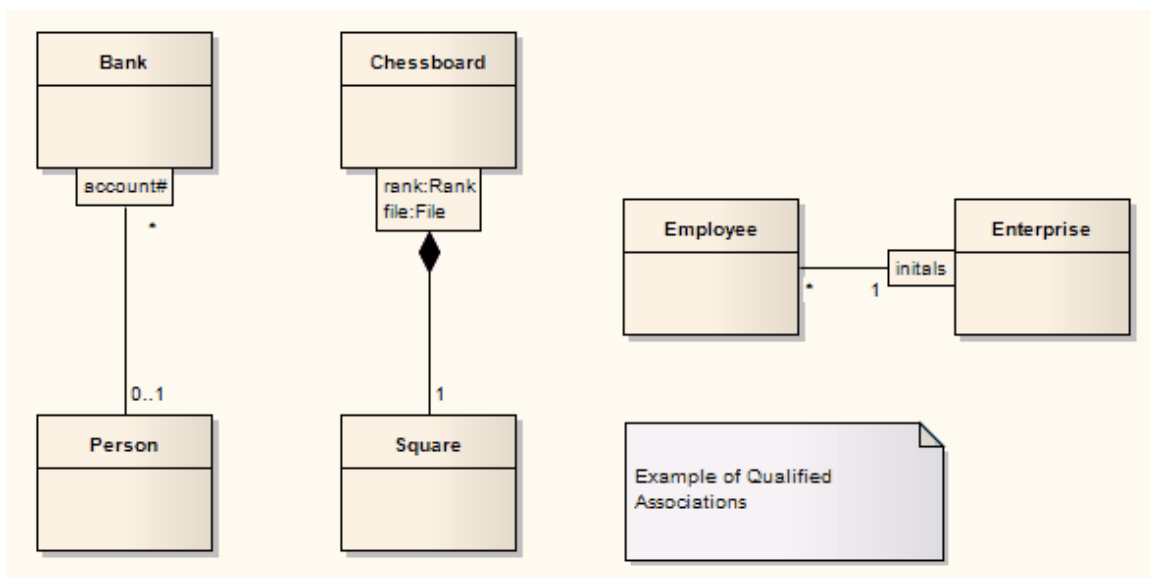 Bank
account#
*
0..1
Person
Chessboard
rank:Rank
file:File
1
Square
Employee
*
1
initals
Enterprise
Example of Qualified
Associations